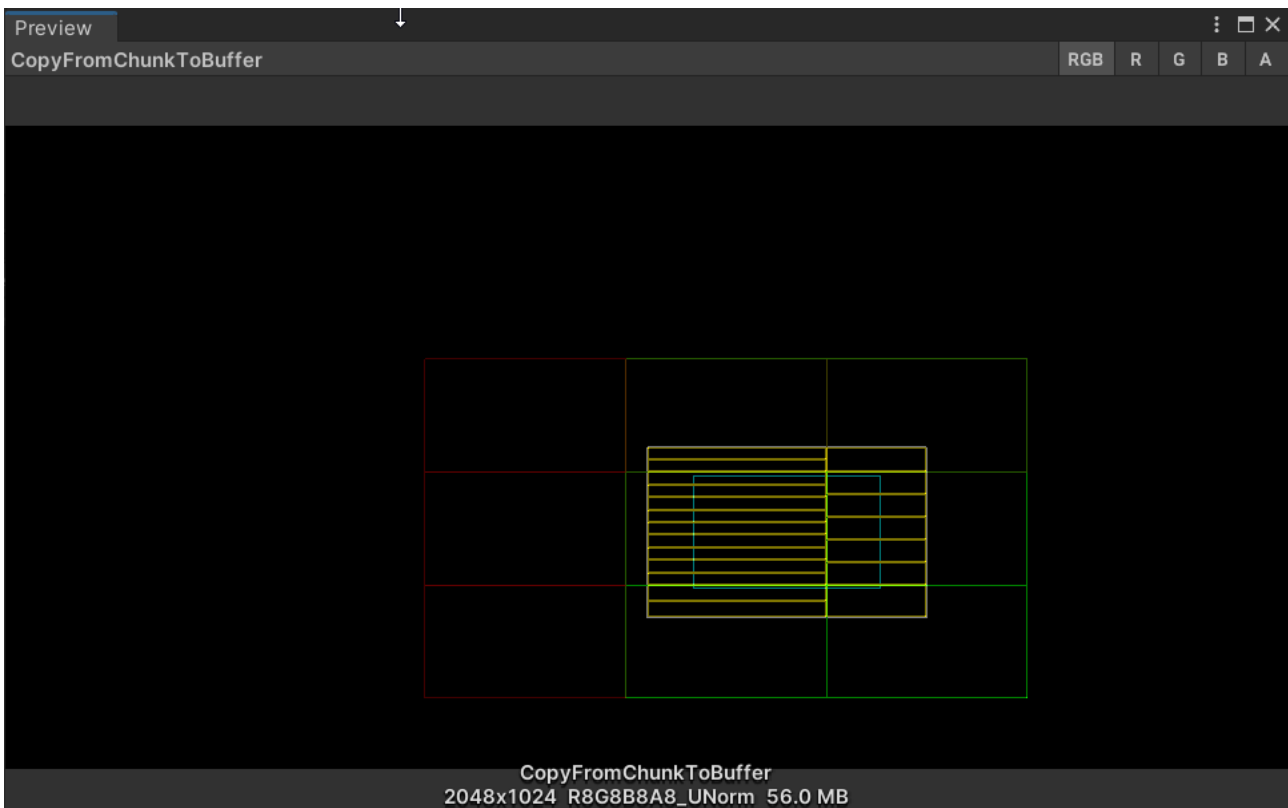 Preview
CopyFromChunkToBuffer
RGB R G B A
CopyFromChunkToBuffer
2048x1024 R8G8B8A8_UNorm 56.0 MB